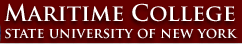 MARITIME COLLEGE
STATE UNIVERSITY OF NEW YORK